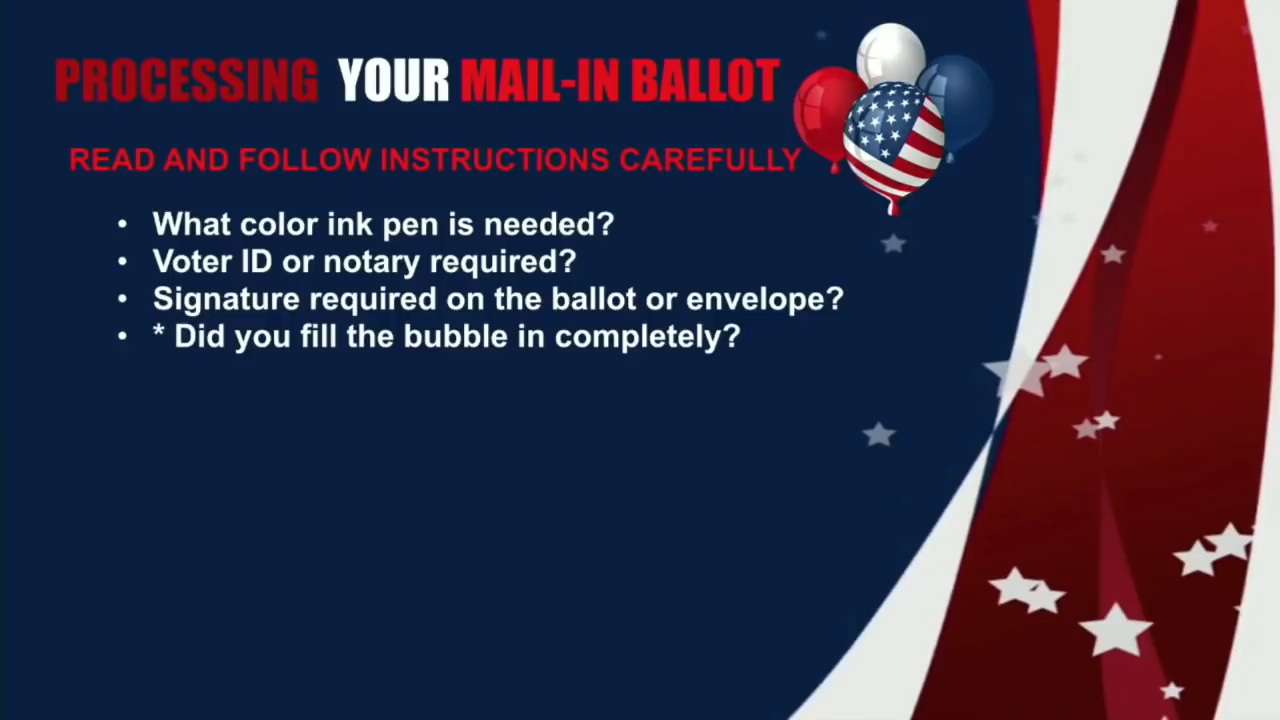 PROCESSING YOUR MAIL-IN BALLOT
READ AND FOLLOW INSTRUCTIONS CAREFULLY
• What color ink pen is needed?
• Voter ID or notary required?
• Signature required on the ballot or envelope?
• * Did you fill the bubble in completely?